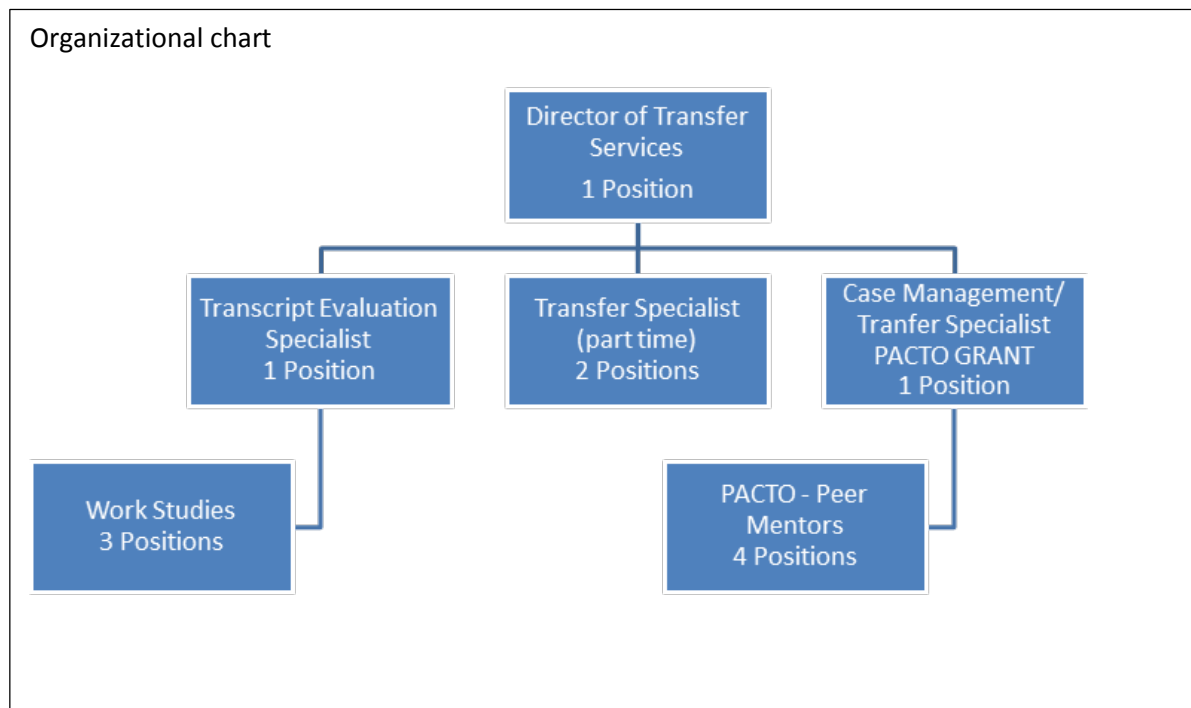 Organizational chart
Director of Transfer
Services
1 Position
Transcript Evaluation
Specialist
1 Position
Transfer Specialist
(part time)
2 Positions
Case Management/
Tranfer Specialist
PACTO GRANT
1 Position
Work Studies
3 Positions
PACTO - Peer
Mentors
4 Positions